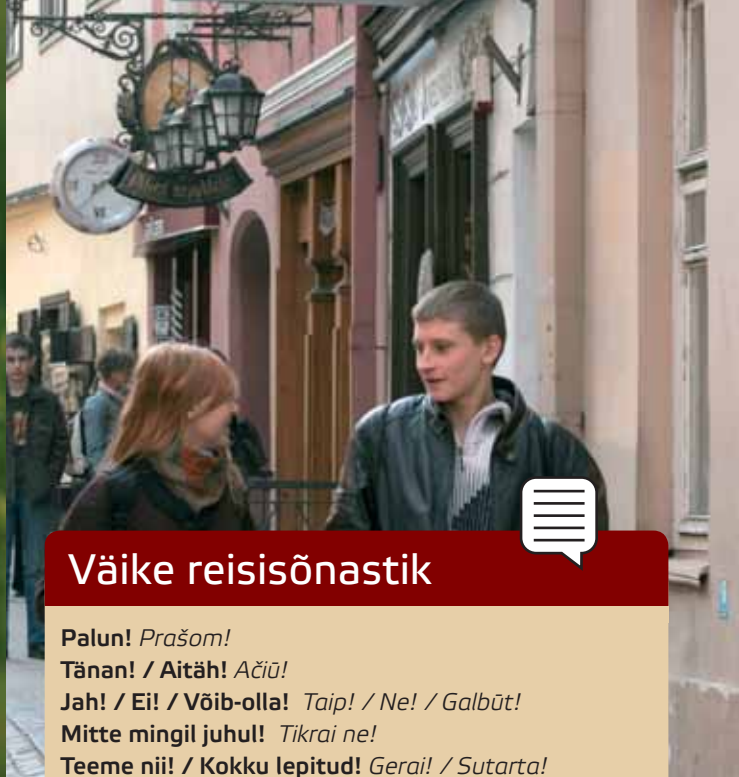 Väike reisisõnastik
Palun! Prašom!
Tänan! / Aitäh! Ačiū!
Jah! / Ei! / Võib-olla! Taip! / Ne! / Galbūt!
Mitte mingil juhul! Tikrai ne!
Teeme nii! / Kokku lepitud! Gerai! / Sutarta!